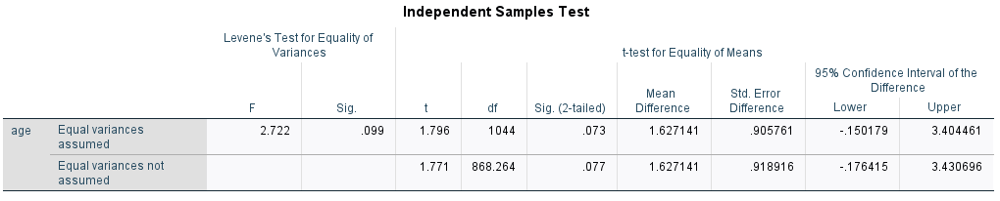 Independent Samples Test
Levene's Test for Equality of
Variances
t-test for Equality of Means
F
Sig.
t
df
Sig. (2-tailed)
Mean
Difference
Std. Error
Difference
95% Confidence Interval of the
Difference
Lower
Upper
age
Equal variances
assumed
2.722
.099
1.796
1044
.073
1.627141
.905761
-.150179
3.404461
Equal variances not
assumed
1.771
868.264
.077
1.627141
.918916
-.176415
3.430696